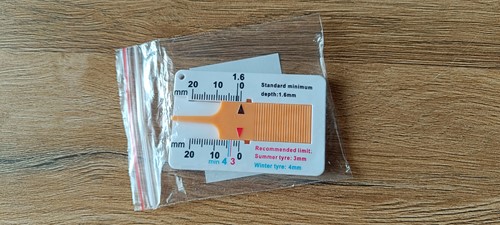 1.6
mm 20 10 0
Standard minimum
depth:1.6mm
mm
20 10 0
min 4 3
Recommended limit.
Summer tyre: 3mm
Winter tyre: 4mm